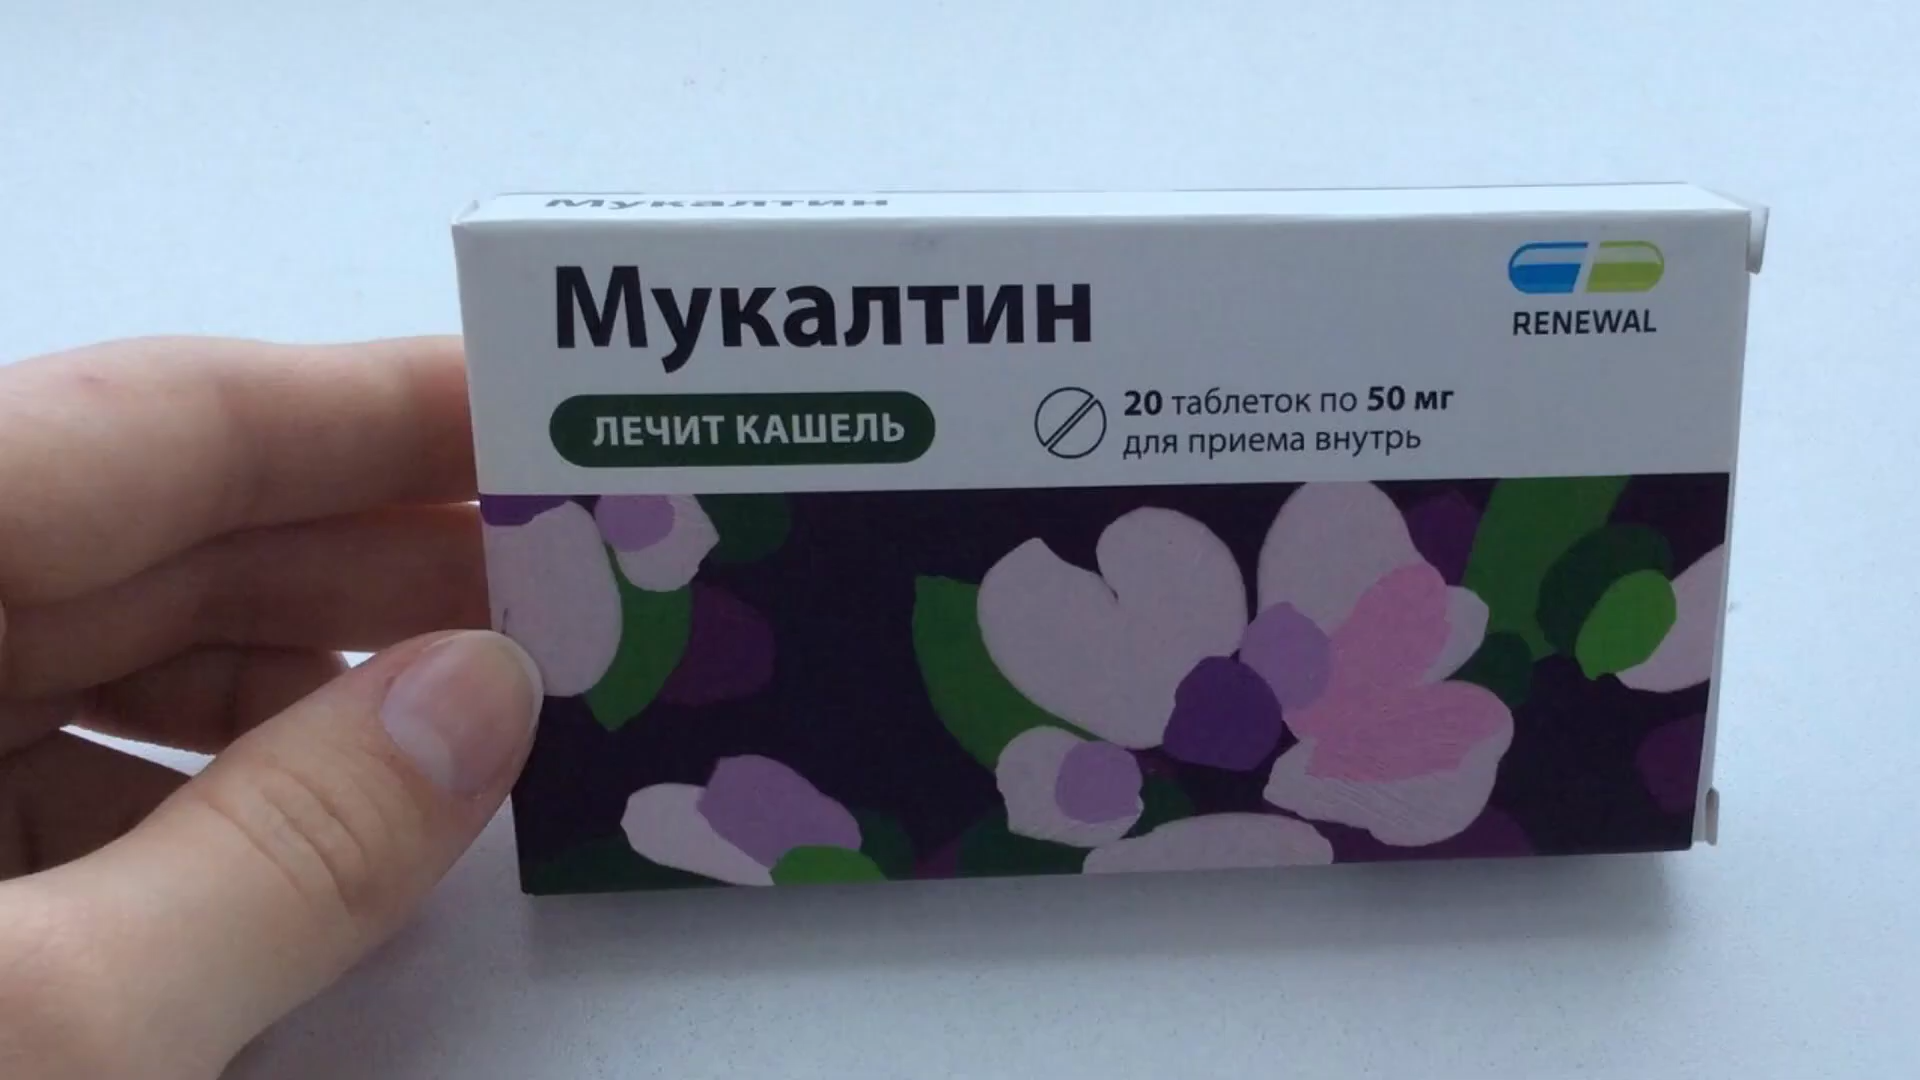 Мукалтин
Мукалтин
RENEWAL
ЛЕЧИТ КАШЕЛЬ
20 таблеток по 50 мг
для приема внутрь